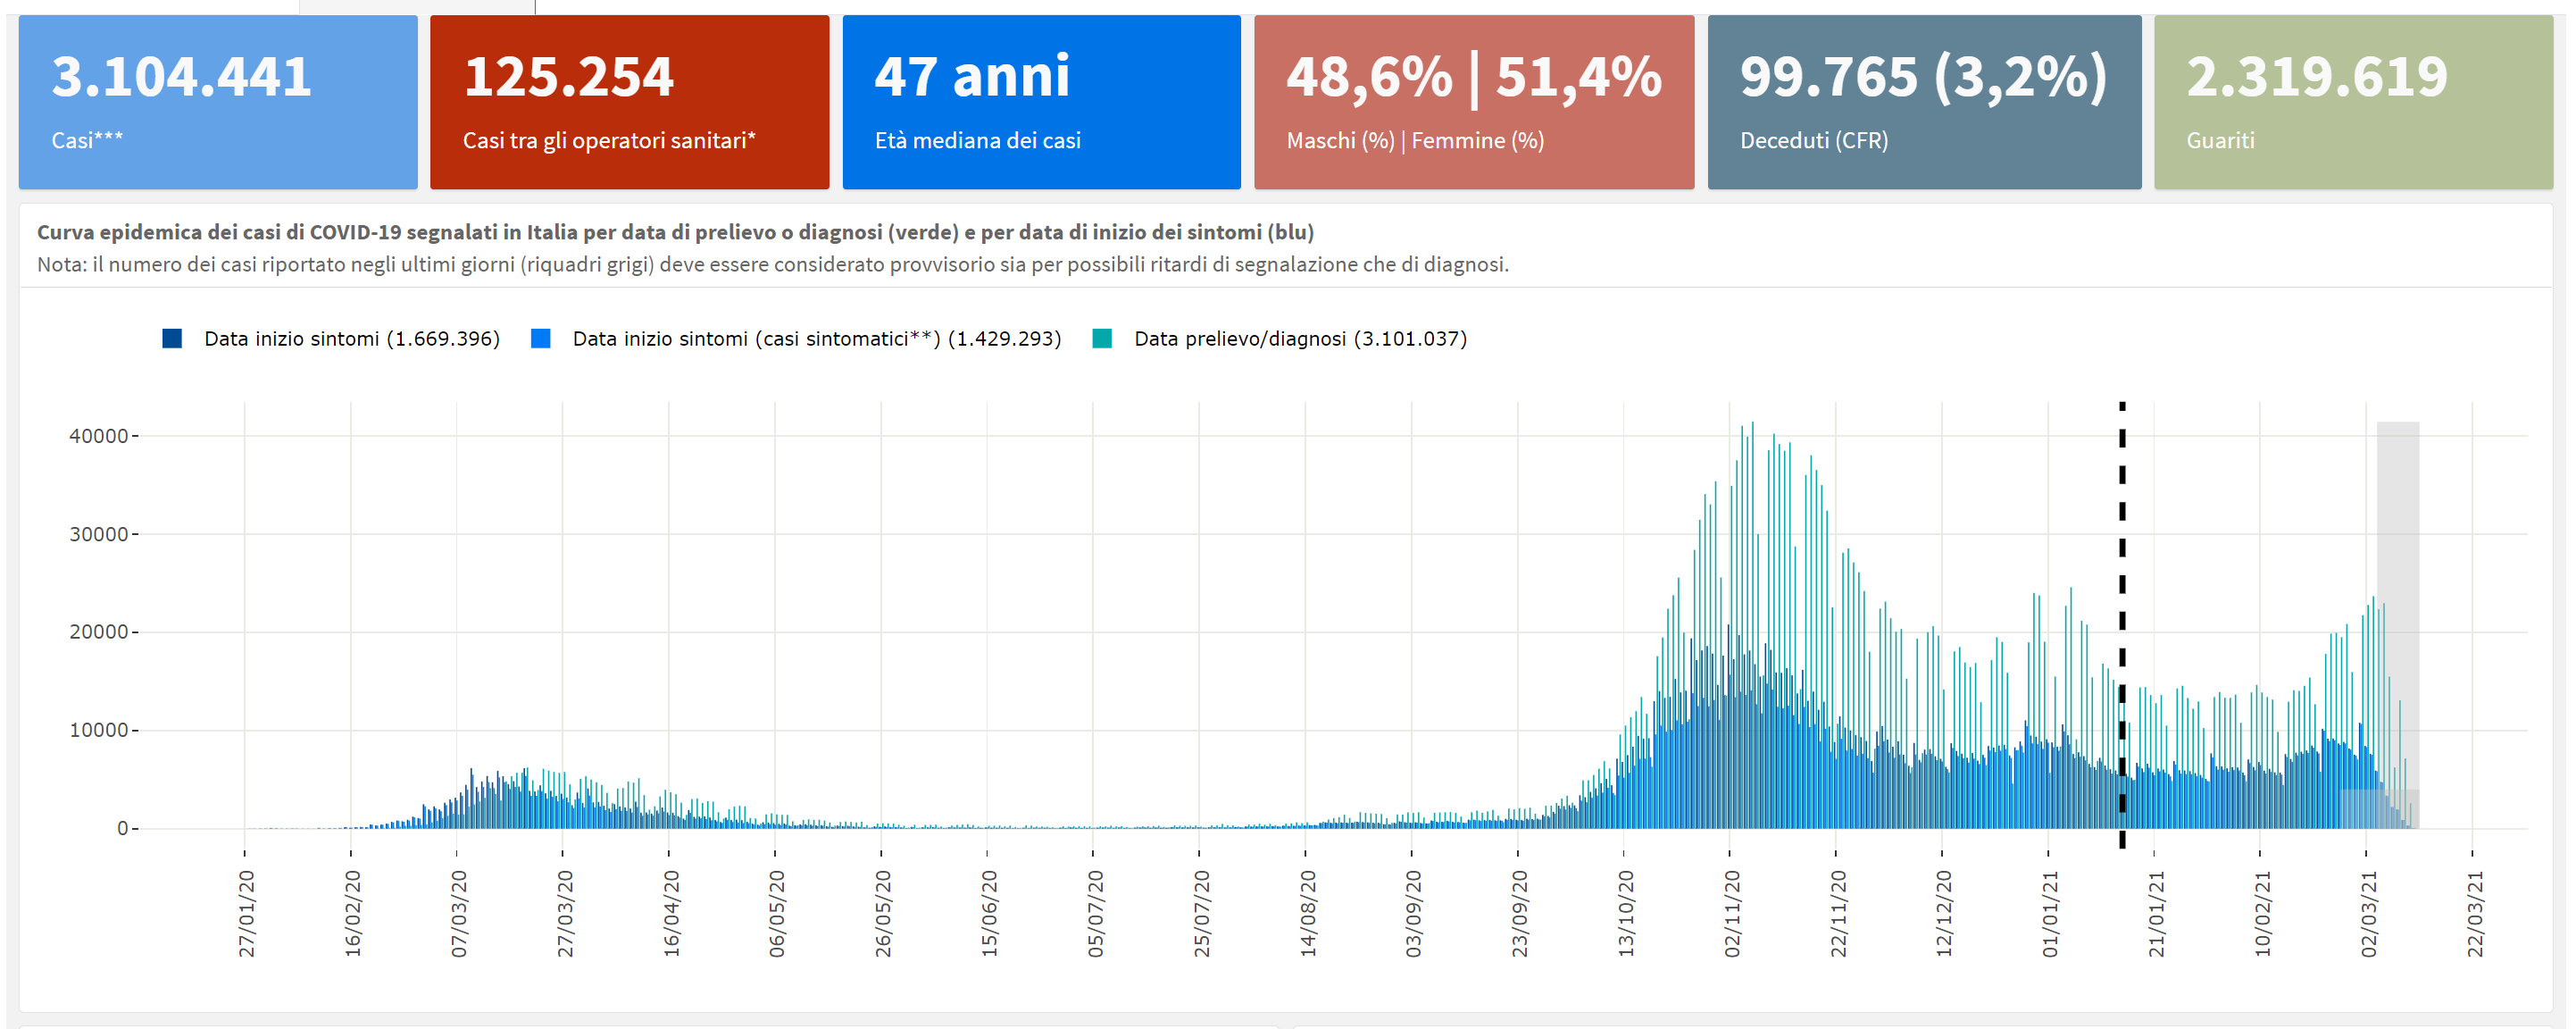 3.104.441
Casi***
125.254
Casi tra gli operatori sanitari*
47 anni
Età mediana dei casi
48,6% | 51,4%
Maschi (%) | Femmine (%)
99.765 (3,2%)
Deceduti (CFR)
2.319.619
Guariti
Curva epidemica dei casi di COVID-19 segnalati in Italia per data di prelievo o diagnosi (verde) e per data di inizio dei sintomi (blu)
Nota: il numero dei casi riportato negli ultimi giorni (riquadri grigi) deve essere considerato provvisorio sia per possibili ritardi di segnalazione che di diagnosi.
Data inizio sintomi (1.669.396)
Data inizio sintomi (casi sintomatici**) (1.429.293)
Data prelievo/diagnosi (3.101.037)
40000
30000
20000
10000
0
27/01/20
16/02/20
07/03/20
27/03/20
16/04/20
06/05/20
26/05/20
15/06/20
05/07/20
25/07/20
14/08/20
03/09/20
23/09/20
13/10/20
02/11/20
22/11/20
12/12/20
01/01/21
21/01/21
10/02/21
02/03/21
22/03/21